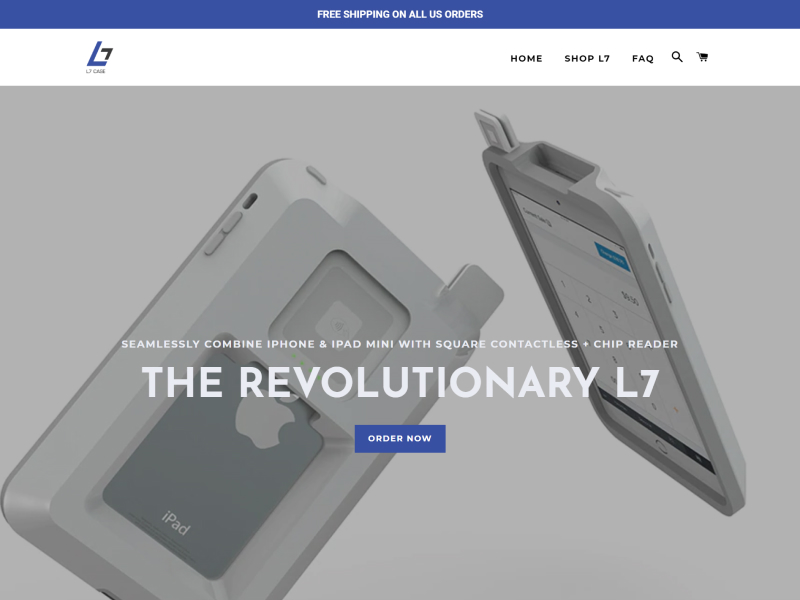 FREE SHIPPING ON ALL US ORDERS
L7 CASE
HOME
SHOP L7
FAQ
SEAMLESSLY COMBINE IPHONE & IPAD MINI WITH SQUARE CONTACTLESS + CHIP READER
THE REVOLUTIONARY L7
ORDER NOW
iPad